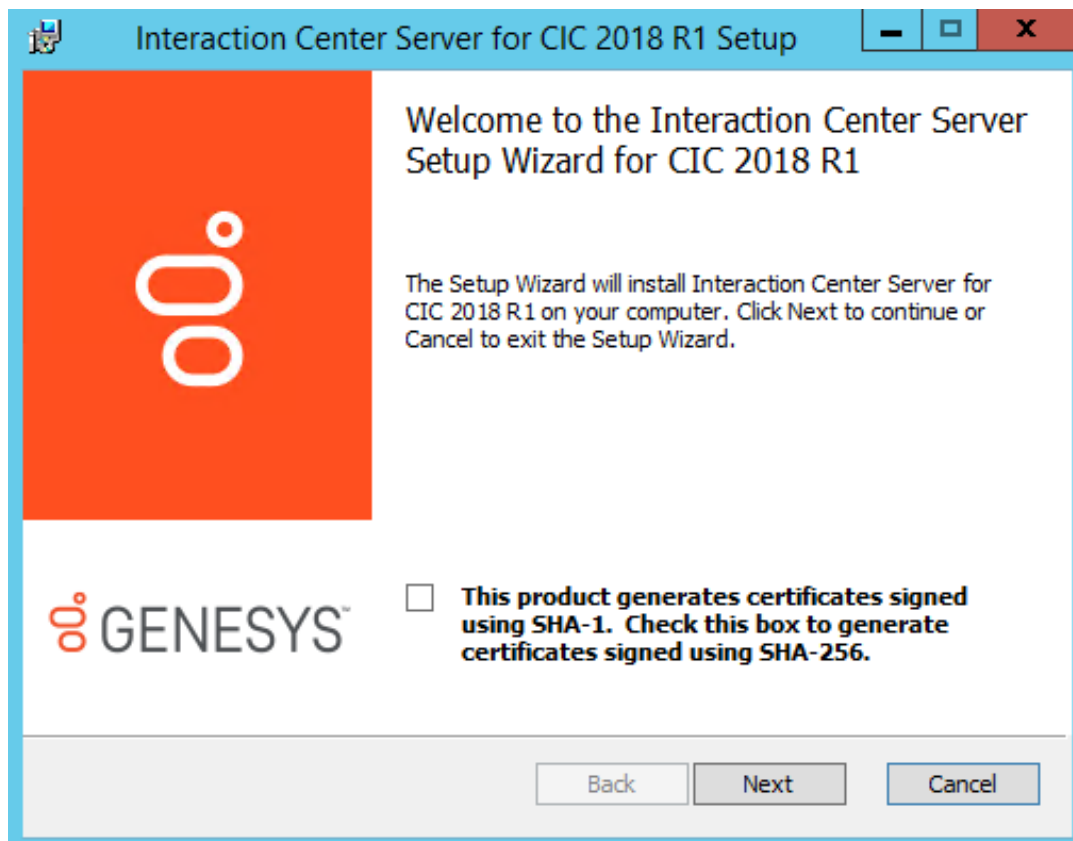 Interaction Center Server for CIC 2018 R1 Setup
Welcome to the Interaction Center Server
Setup Wizard for CIC 2018 R1
The Setup Wizard will install Interaction Center Server for
CIC 2018 R1 on your computer. Click Next to continue or
Cancel to exit the Setup Wizard.
GENESYS™
This product generates certificates signed
using SHA-1.  Check this box to generate
certificates signed using SHA-256.
Back
Next
Cancel